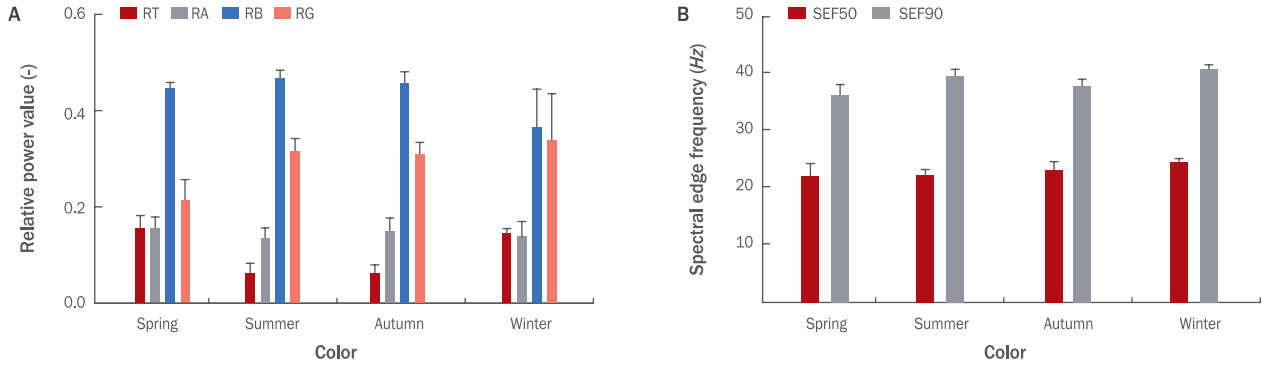 A
RT RA RB RG
0.6
0.4
0.2
0.0
Relative power value (-)
Spring Summer Autumn Winter
Color
B
SEF50 SEF90
50
40
30
20
10
Spectral edge frequency (Hz)
Spring Summer Autumn Winter
Color